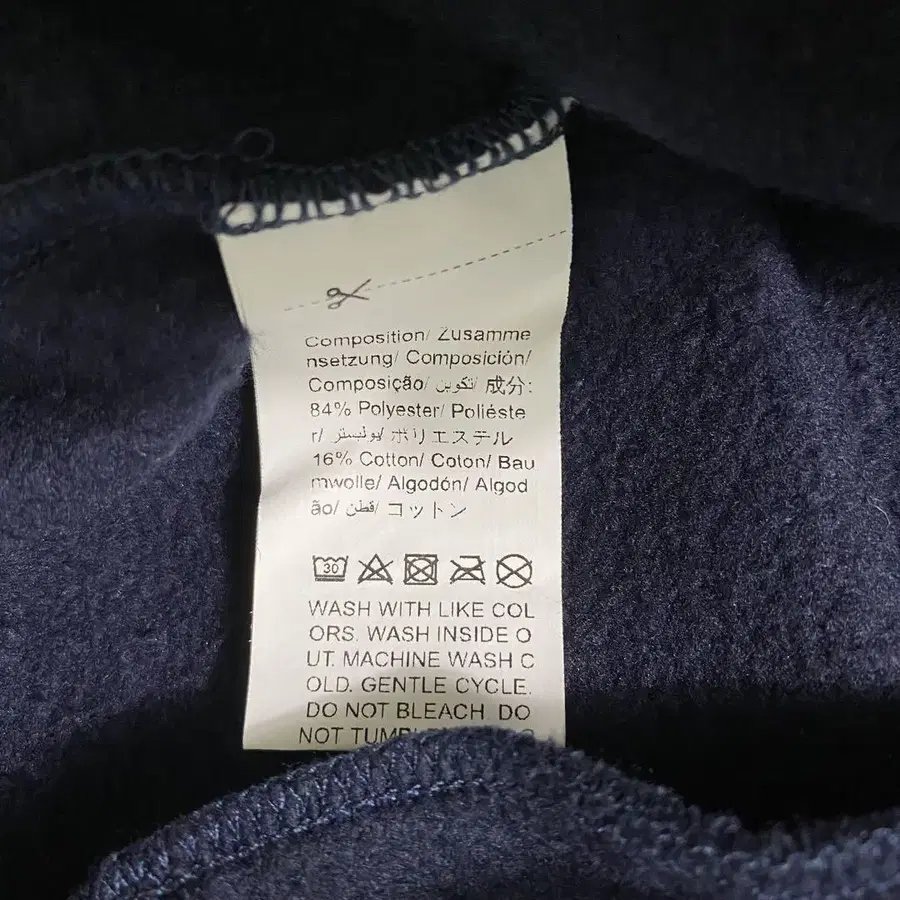 Composition/ Zusamme
nsetzung/ Composición/
Composição/ تكوين/ 成分:
84% Polyester/ Poliéste
r/ بوليستر/ ポリエステル
16% Cotton/ Coton/ Bau
mwolle/ Algodón/ Algod
ão/ قطن/ コットン
30
WASH WITH LIKE COL
ORS. WASH INSIDE O
UT. MACHINE WASH C
OLD. GENTLE CYCLE.
DO NOT BLEACH. DO
NOT